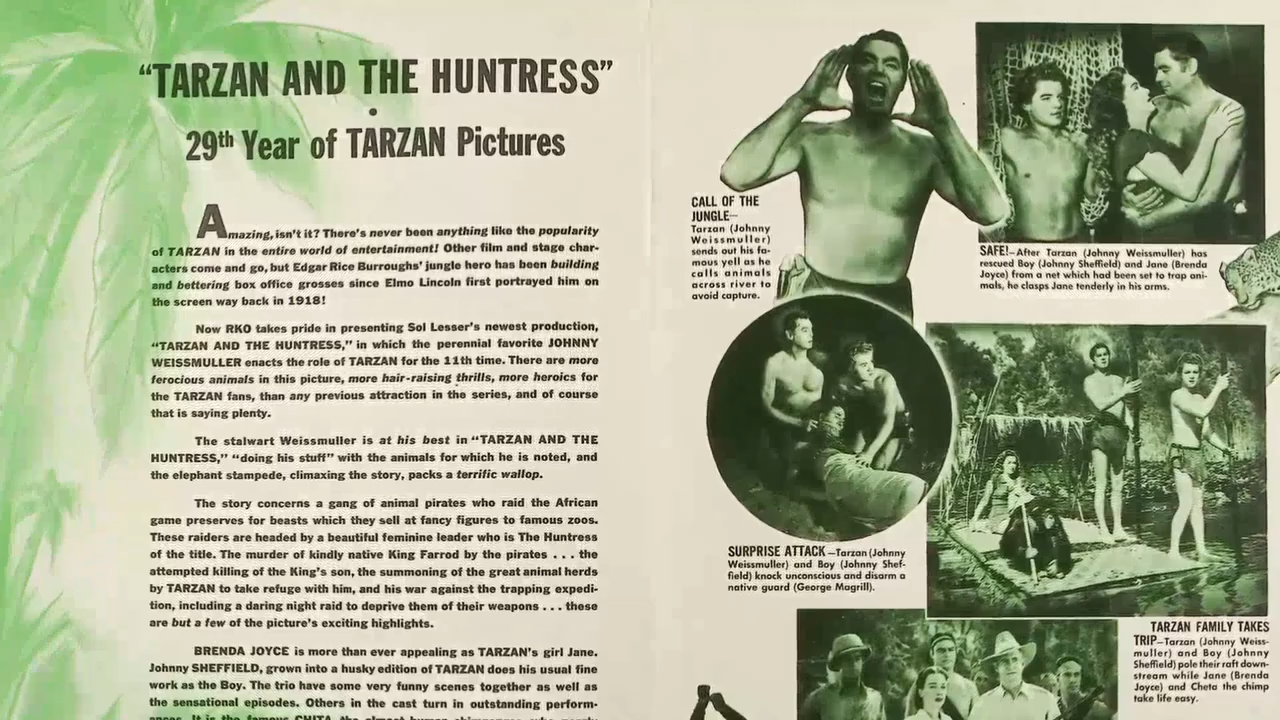 "TARZAN AND THE HUNTRESS"
29th Year of TARZAN Pictures
Amazing, isn't it? There's never been anything like the popularity
of TARZAN in the entire world of entertainment! Other film and stage char-
acters come and go, but Edgar Rice Burroughs' jungle hero has been building
and bettering box office grosses since Elmo Lincoln first portrayed him on
the screen way back in 1918!
Now RKO takes pride in presenting Sol Lesser's newest production,
"TARZAN AND THE HUNTRESS," in which the perennial favorite JOHNNY
WEISSMULLER enacts the role of TARZAN for the 11th time. There are more
ferocious animals in this picture, more hair-raising thrills, more heroics for
the TARZAN fans, than any previous attraction in the series, and of course
that is saying plenty.
The stalwart Weissmuller is at his best in "TARZAN AND THE
HUNTRESS," "doing his stuff" with the animals for which he is noted, and
the elephant stampede, climaxing the story, packs a terrific wallop.
The story concerns a gang of animal pirates who raid the African
game preserves for beasts which they sell at fancy figures to famous zoos.
These raiders are headed by a beautiful feminine leader who is The Huntress
of the title. The murder of kindly native King Farrod by the pirates . . . the
attempted killing of the King's son, the summoning of the great animal herds
by TARZAN to take refuge with him, and his war against the trapping expedi-
tion, including a daring night raid to deprive them of their weapons . . . these
are but a few of the picture's exciting highlights.
BRENDA JOYCE is more than ever appealing as TARZAN's girl Jane.
Johnny SHEFFIELD, grown into a husky edition of TARZAN does his usual fine
work as the Boy. The trio have some very funny scenes together as well as
the sensational episodes. Others in the cast turn in outstanding perform-
ances. It is the famous CHITA, the almost human chimpanzee, who nearly
CALL OF THE
JUNGLE—
Tarzan (Johnny
Weissmuller)
sends out his fa-
mous yell as he
calls animals
across river to
avoid capture.
SAFE!—After Tarzan (Johnny Weissmuller) has
rescued Boy (Johnny Sheffield) and Jane (Brenda
Joyce) from a net which had been set to trap ani-
mals, he clasps Jane tenderly in his arms.
SURPRISE ATTACK—Tarzan (Johnny
Weissmuller) and Boy (Johnny Shef-
field) knock unconscious and disarm a
native guard (George Magrill).
TARZAN FAMILY TAKES
TRIP—Tarzan (Johnny Weiss-
muller) and Boy (Johnny
Sheffield) pole their raft down-
stream while Jane (Brenda
Joyce) and Cheta the chimp
take life easy.